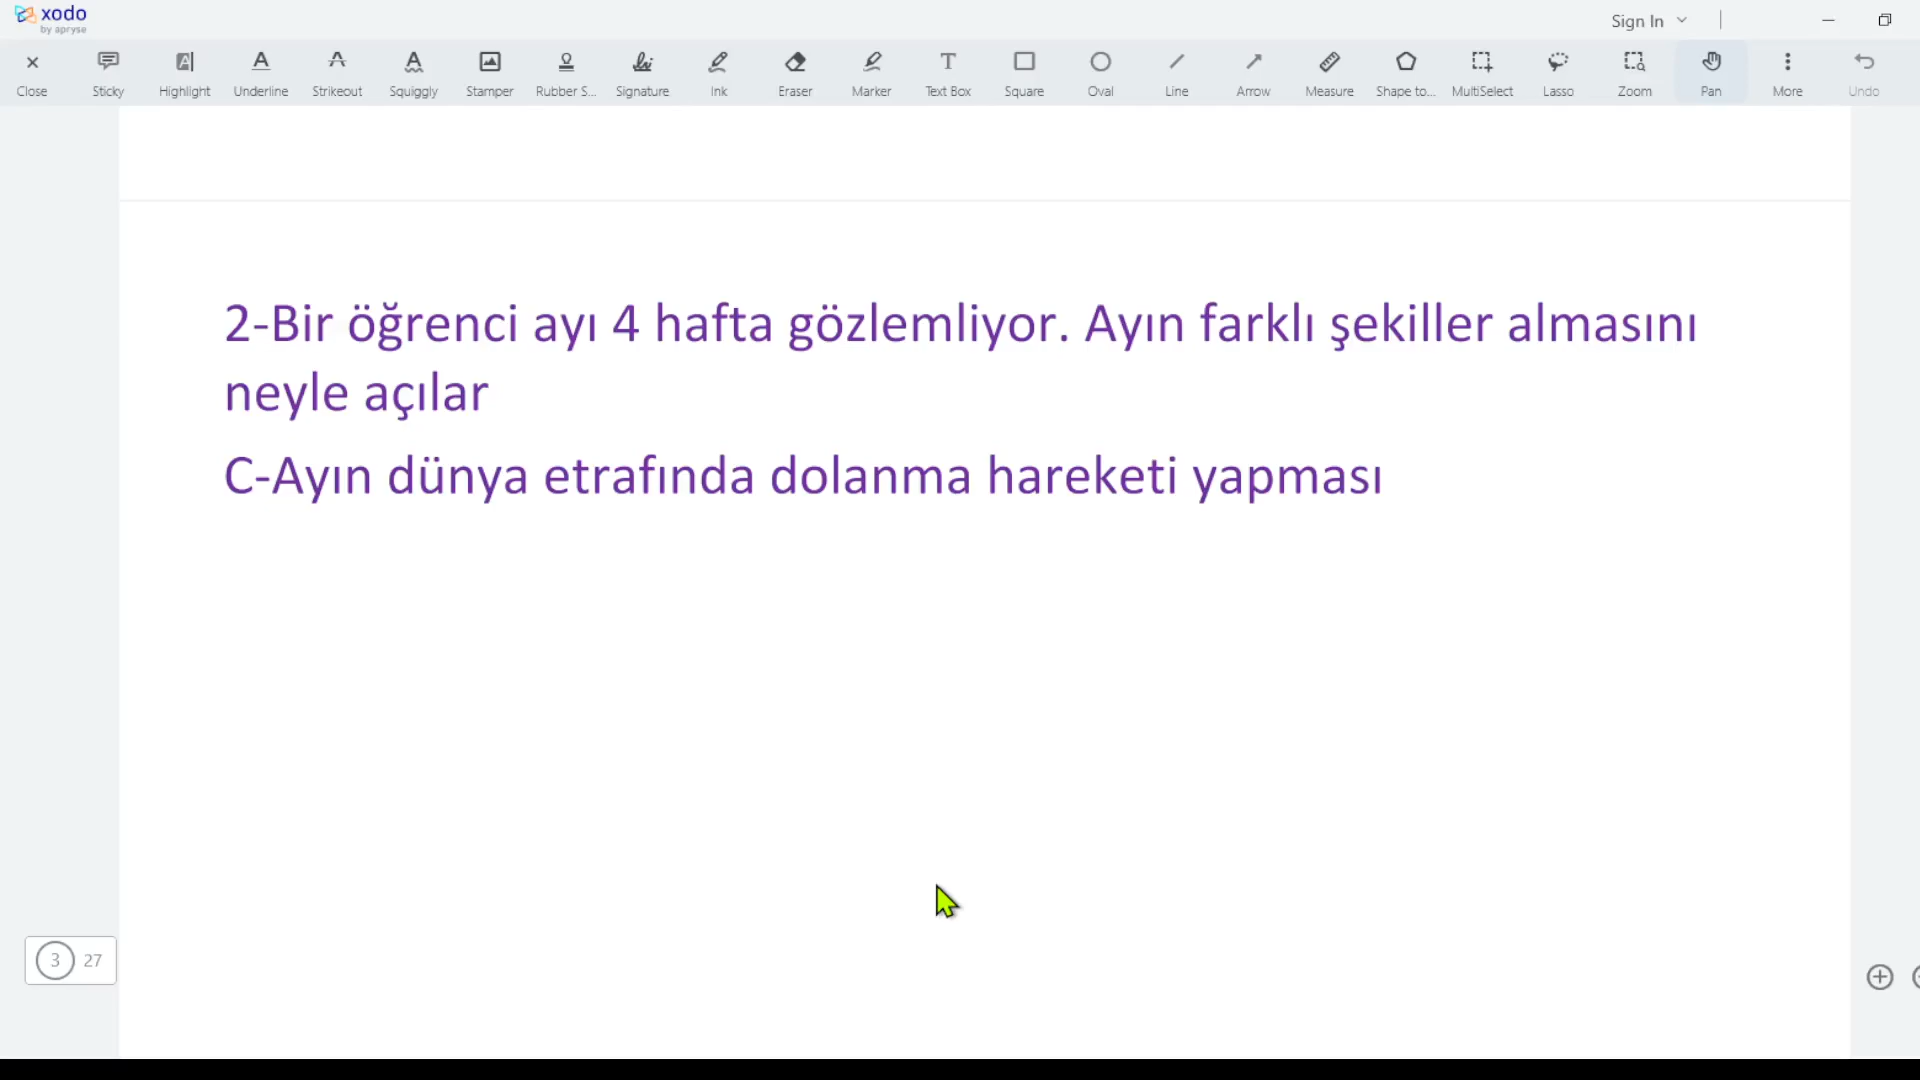 xodo
by apryse
Sign In
Close
Sticky
Highlight
Underline
Strikeout
Squiggly
Stamper
Rubber S...
Signature
Ink
Eraser
Marker
Text Box
Square
Oval
Line
Arrow
Measure
Shape to...
MultiSelect
Lasso
Zoom
Pan
More
Undo
2-Bir öğrenci ayı 4 hafta gözlemliyor. Ayın farklı şekiller almasını
neyle açılar
C-Ayın dünya etrafında dolanma hareketi yapması
3 27